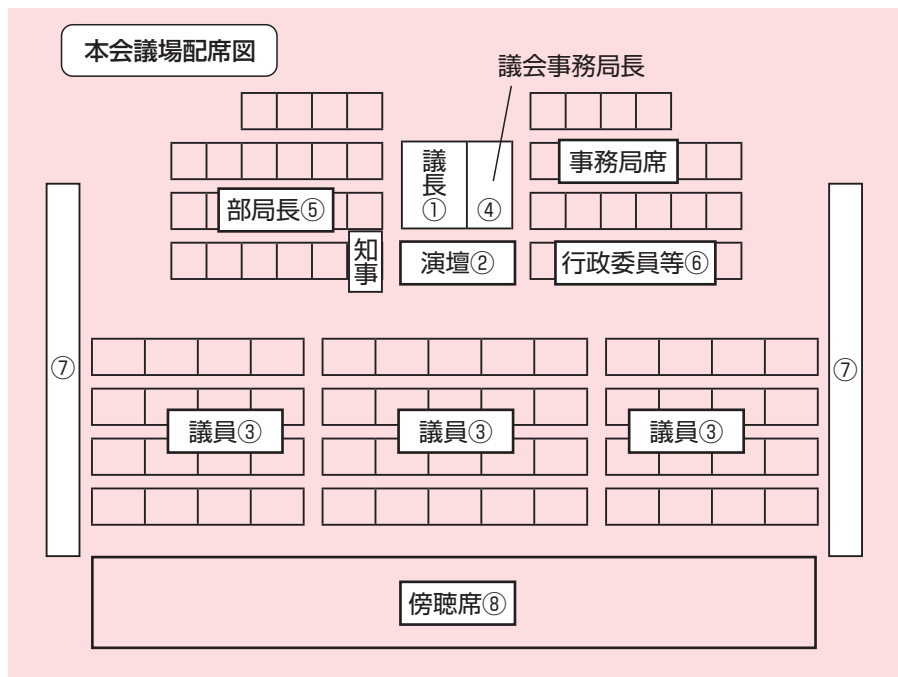 本会議場配席図
議会事務局長
議長①
④
事務局席
部局長⑤
知事
演壇②
行政委員等⑥
⑦
⑦
議員③
議員③
議員③
傍聴席⑧